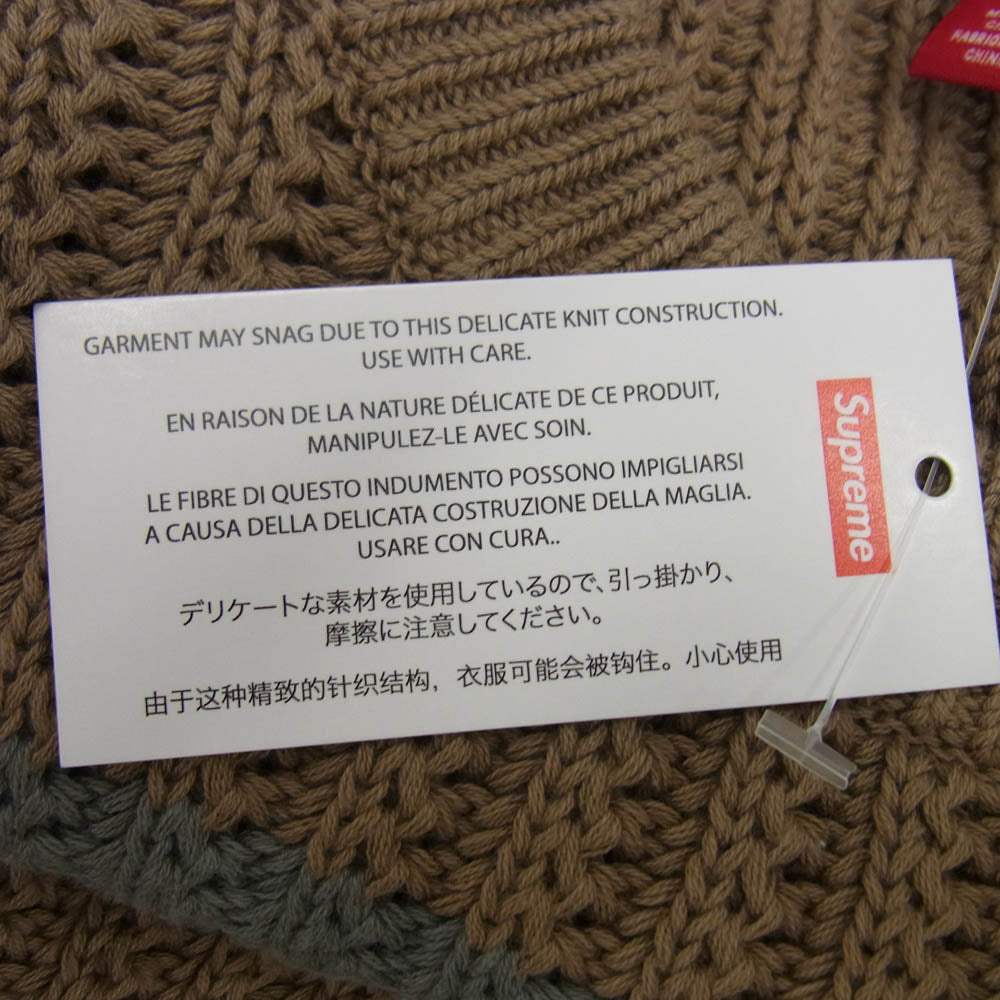 GARMENT MAY SNAG DUE TO THIS DELICATE KNIT CONSTRUCTION.
USE WITH CARE.
EN RAISON DE LA NATURE DÉLICATE DE CE PRODUIT,
MANIPULEZ-LE AVEC SOIN.
LE FIBRE DI QUESTO INDUMENTO POSSONO IMPIGLIARSI
A CAUSA DELLA DELICATA COSTRUZIONE DELLA MAGLIA.
USARE CON CURA..
デリケートな素材を使用しているので、引っ掛かり、
摩擦に注意してください。
由于这种精致的针织结构，衣服可能会被钩住。小心使用
Supreme